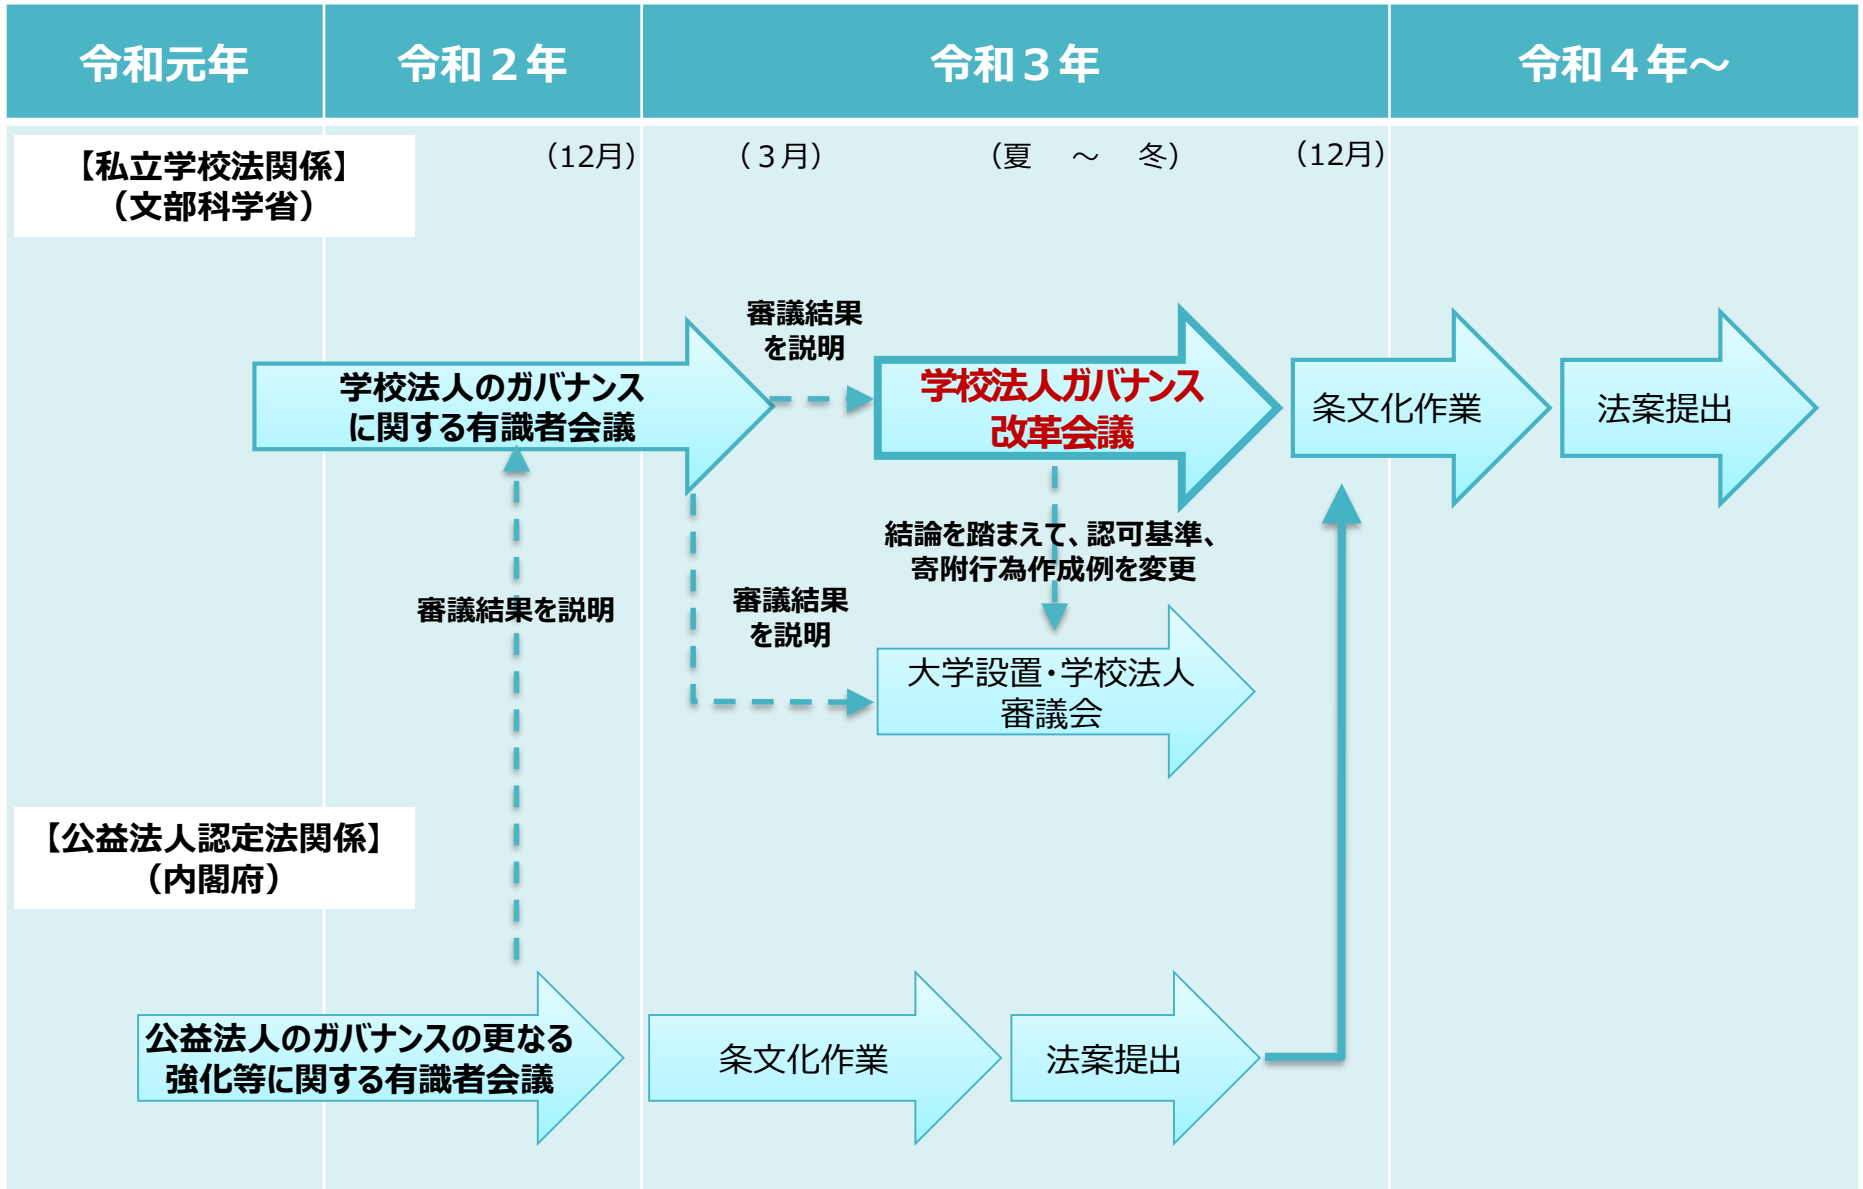 令和元年
令和２年
令和３年
令和４年～
【私立学校法関係】
（文部科学省）
（12月）
（３月）
（夏　～　冬）
（12月）
審議結果
を説明
学校法人のガバナンス
に関する有識者会議
学校法人ガバナンス
改革会議
条文化作業
法案提出
結論を踏まえて、認可基準、
寄附行為作成例を変更
審議結果を説明
審議結果
を説明
大学設置・学校法人
審議会
【公益法人認定法関係】
（内閣府）
公益法人のガバナンスの更なる
強化等に関する有識者会議
条文化作業
法案提出